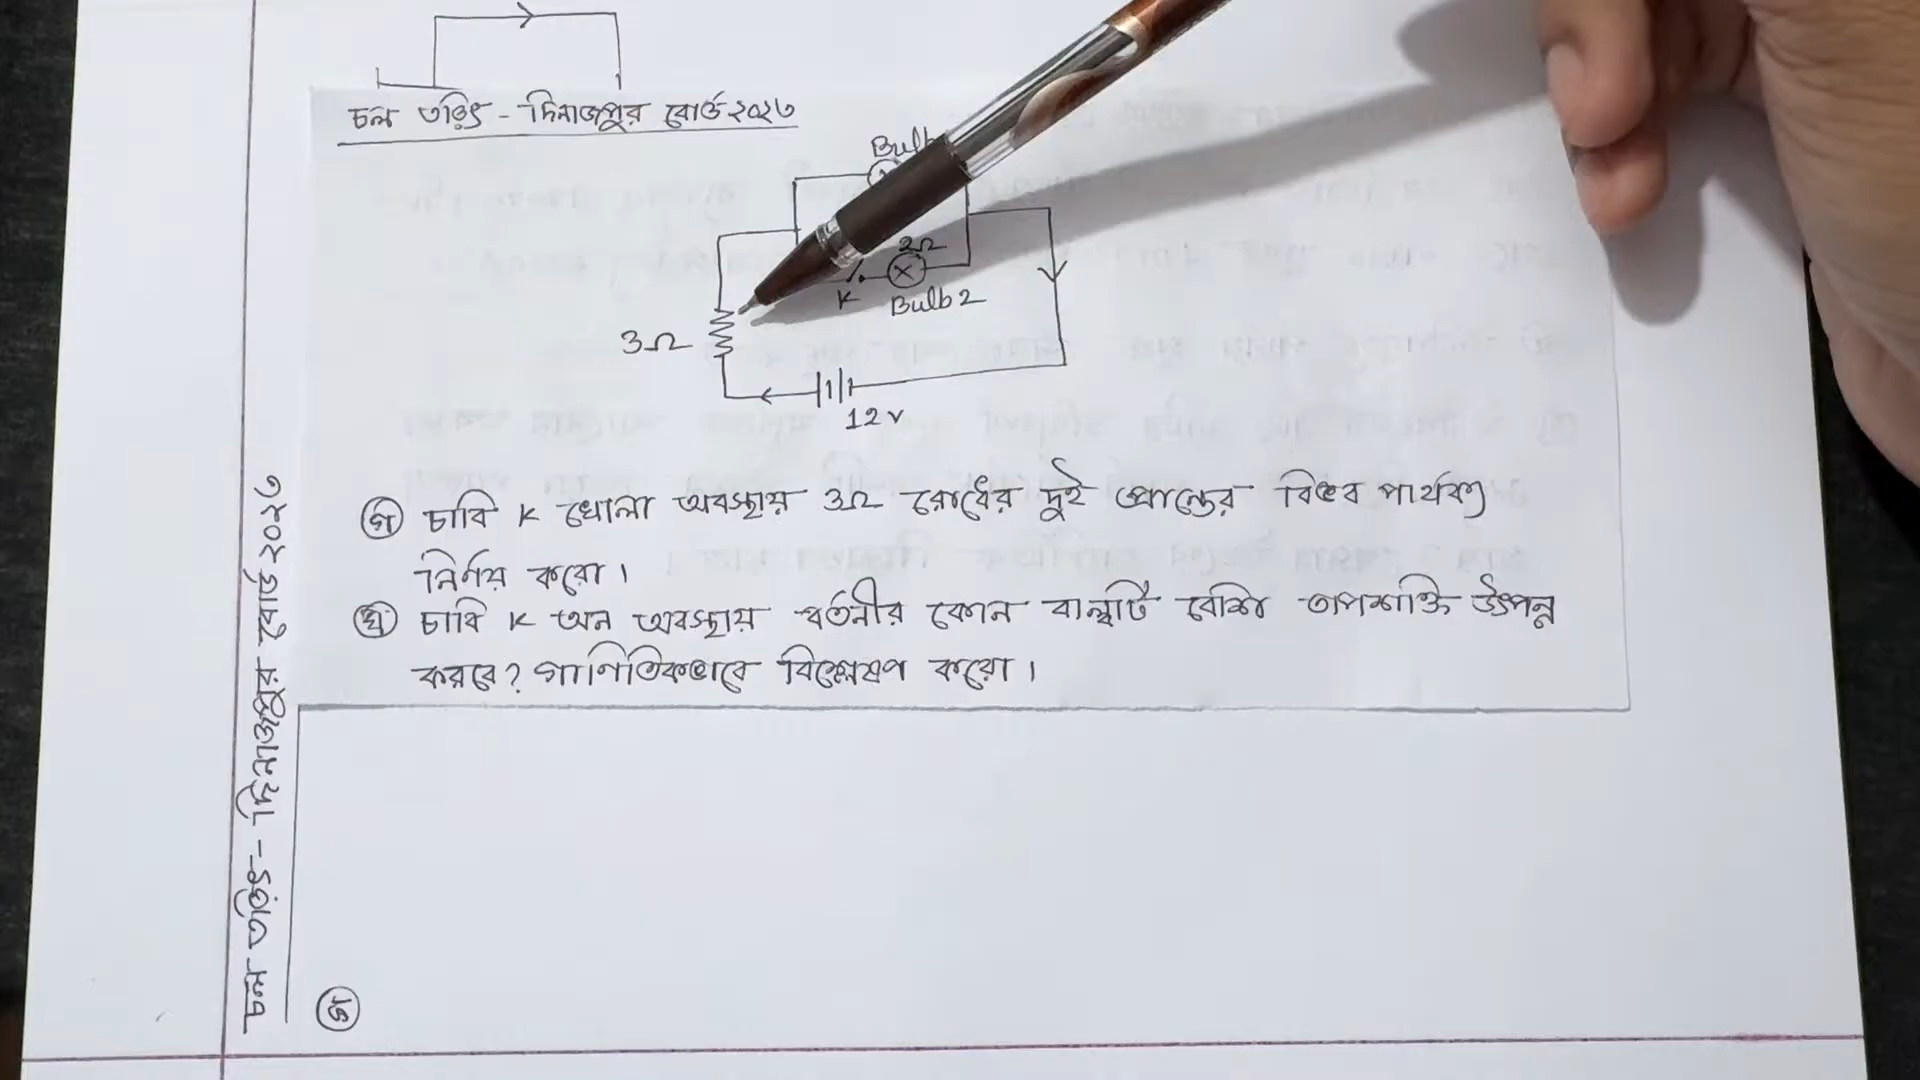 চল তড়িৎ - দিনাজপুর বোর্ড ২০২৩
Bulb
2Ω
K
Bulb 2
3Ω
12V
গ) চাবি K খোলা অবস্থায় 3Ω রোধের দুই প্রান্তের বিভব পার্থক্য
নির্ণয় করো।
ঘ) চাবি K অন অবস্থায় বর্তনীর কোন বাল্বটি বেশি তাপশক্তি উৎপন্ন
করবে? গাণিতিকভাবে বিশ্লেষণ করো।
চল তড়িৎ - দিনাজপুর বোর্ড ২০২৩